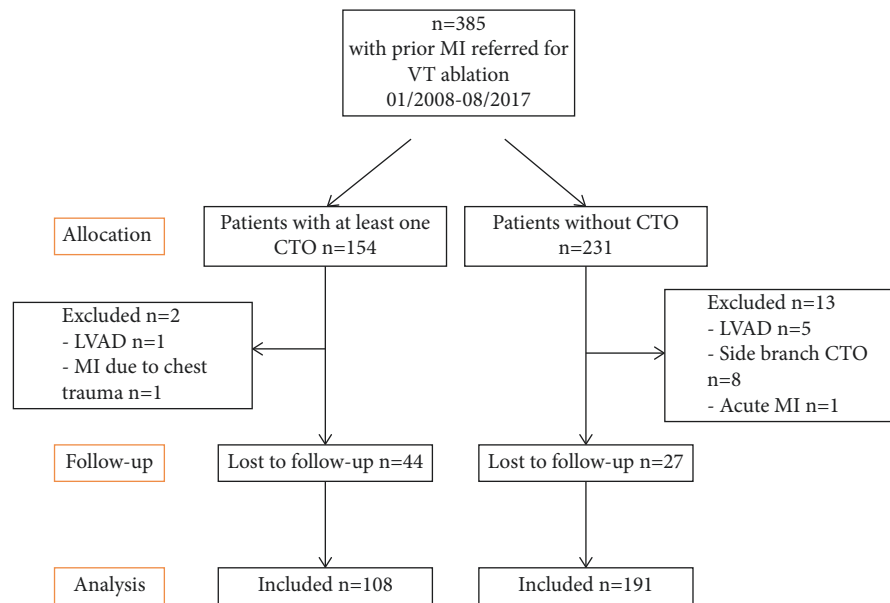 n=385
with prior MI referred for
VT ablation
01/2008-08/2017
Allocation
Patients with at least one
CTO n=154
Patients without CTO
n=231
Excluded n=2
- LVAD n=1
- MI due to chest
trauma n=1
Excluded n=13
- LVAD n=5
- Side branch CTO
n=8
- Acute MI n=1
Follow-up
Lost to follow-up n=44
Lost to follow-up n=27
Analysis
Included n=108
Included n=191